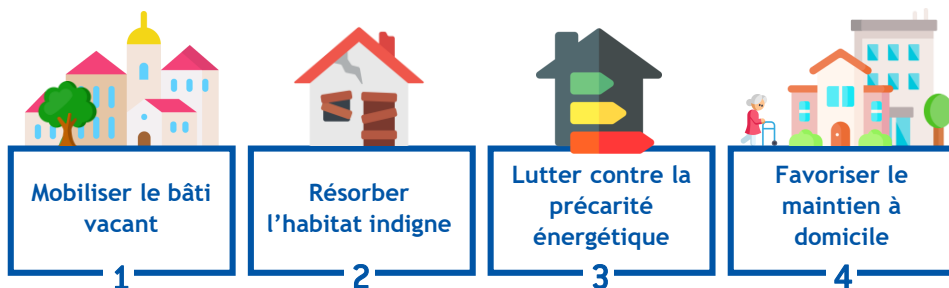 Mobiliser le bâti
vacant
1
Résorber
l’habitat indigne
2
Lutter contre la
précarité
énergétique
3
Favoriser le
maintien à
domicile
4